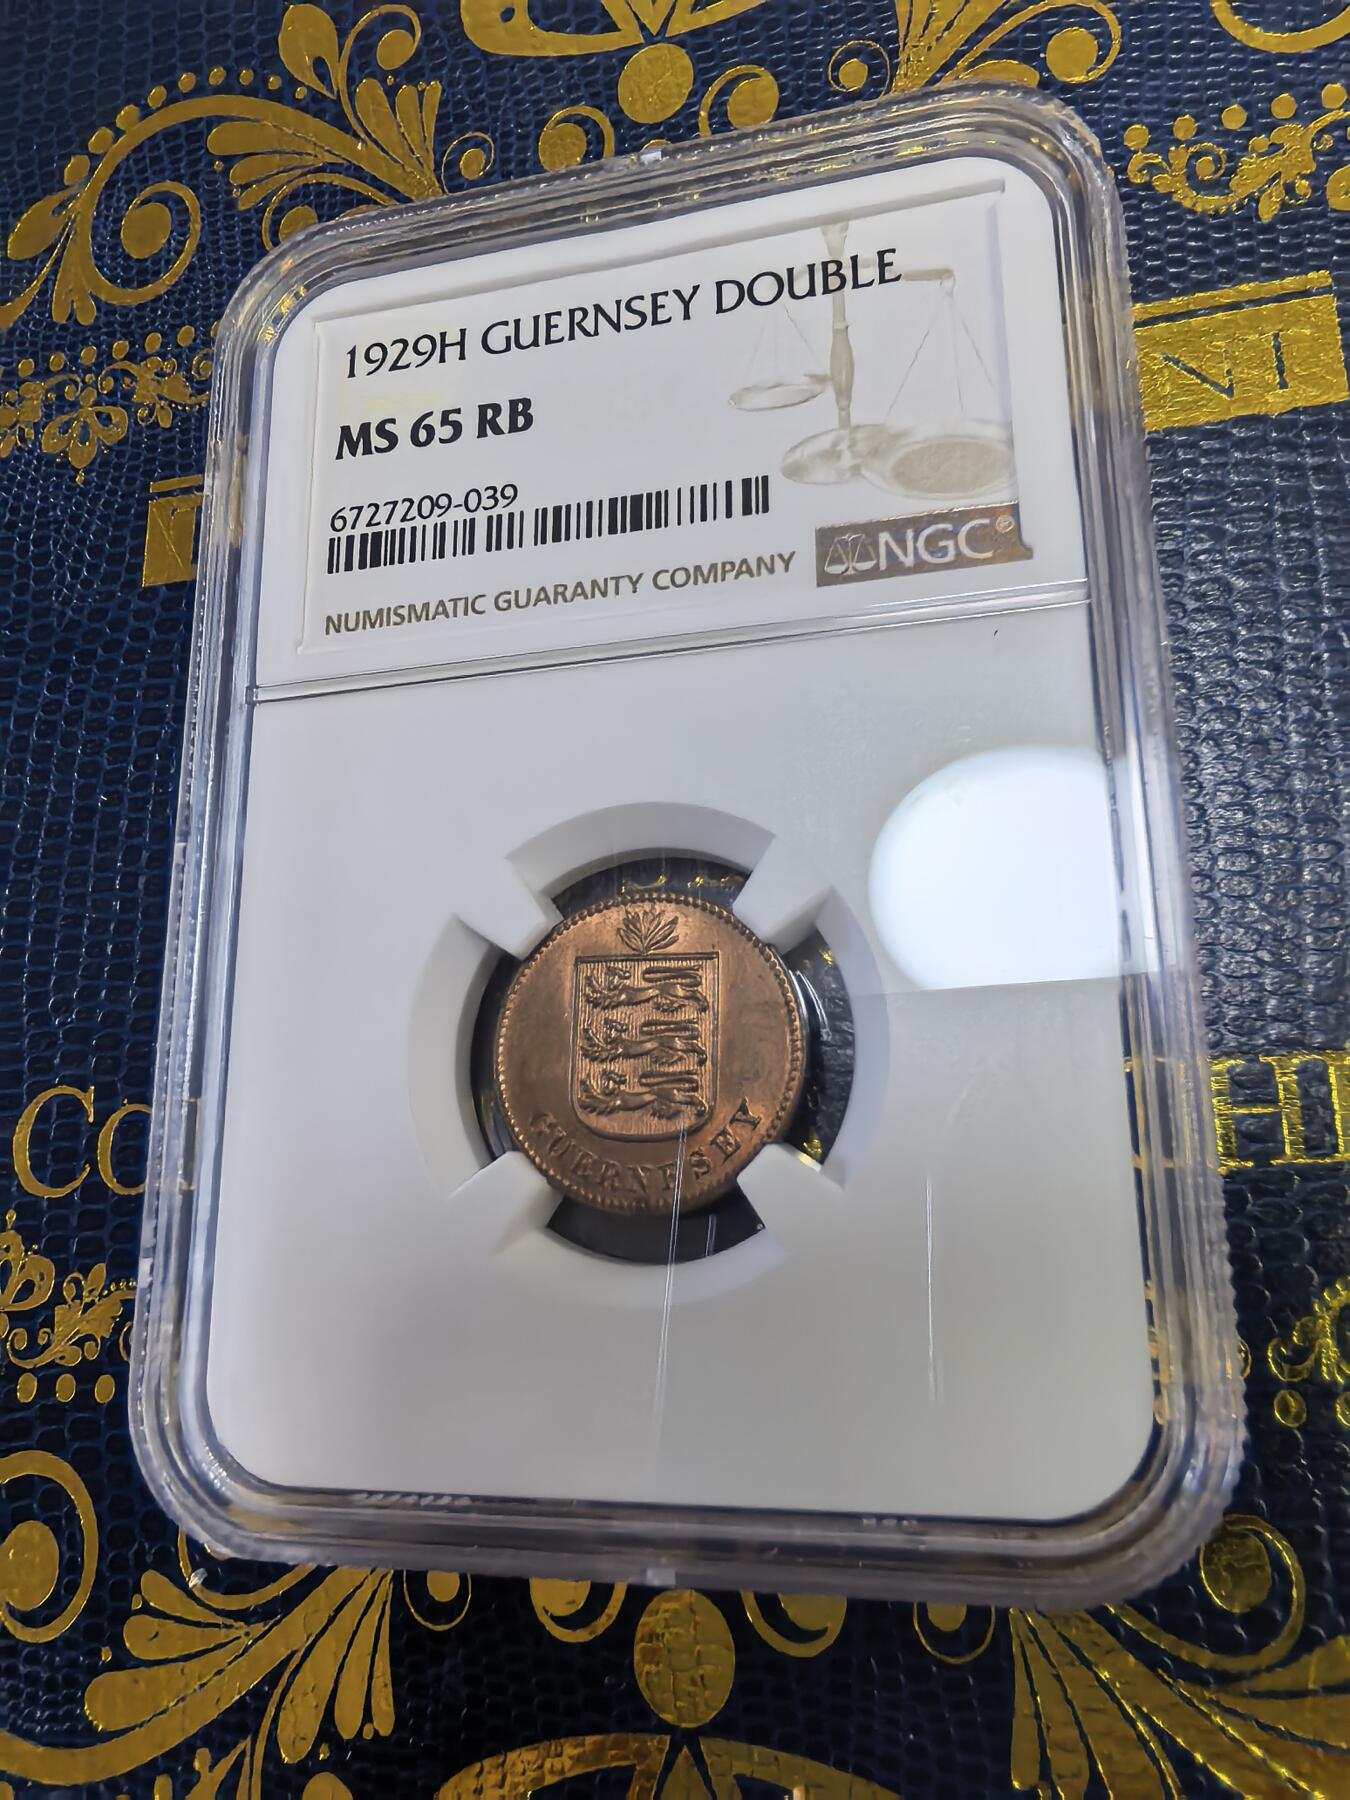 1929H GUERNSEY DOUBLE
MS 65 RB
6727209-039
NUMISMATIC GUARANTY COMPANY
NGC®
GUERNSEY